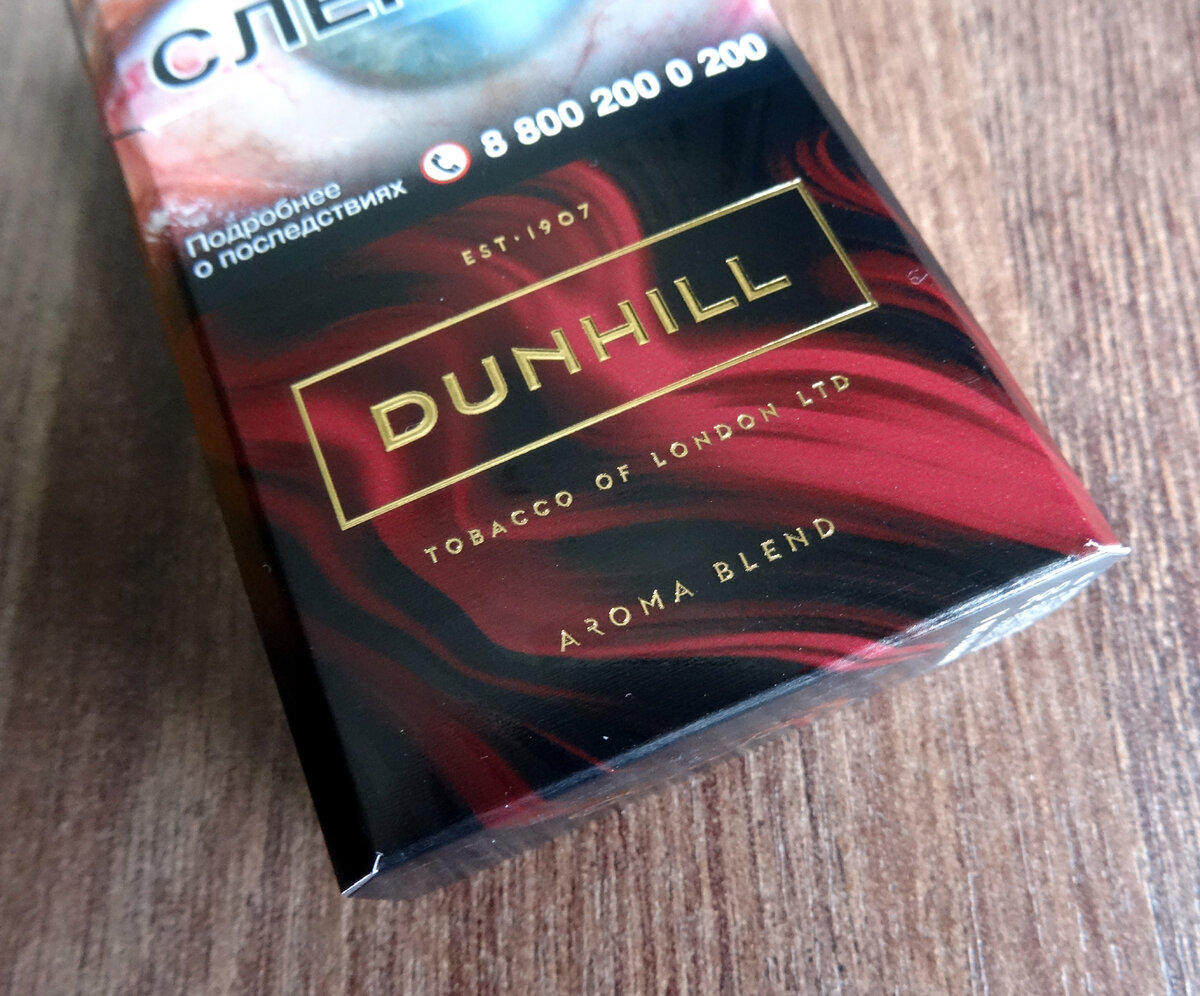 8 800 200 0 200
Подробнее
о последствиях
EST·1907
DUNHILL
TOBACCO OF LONDON LTD
AROMA BLEND